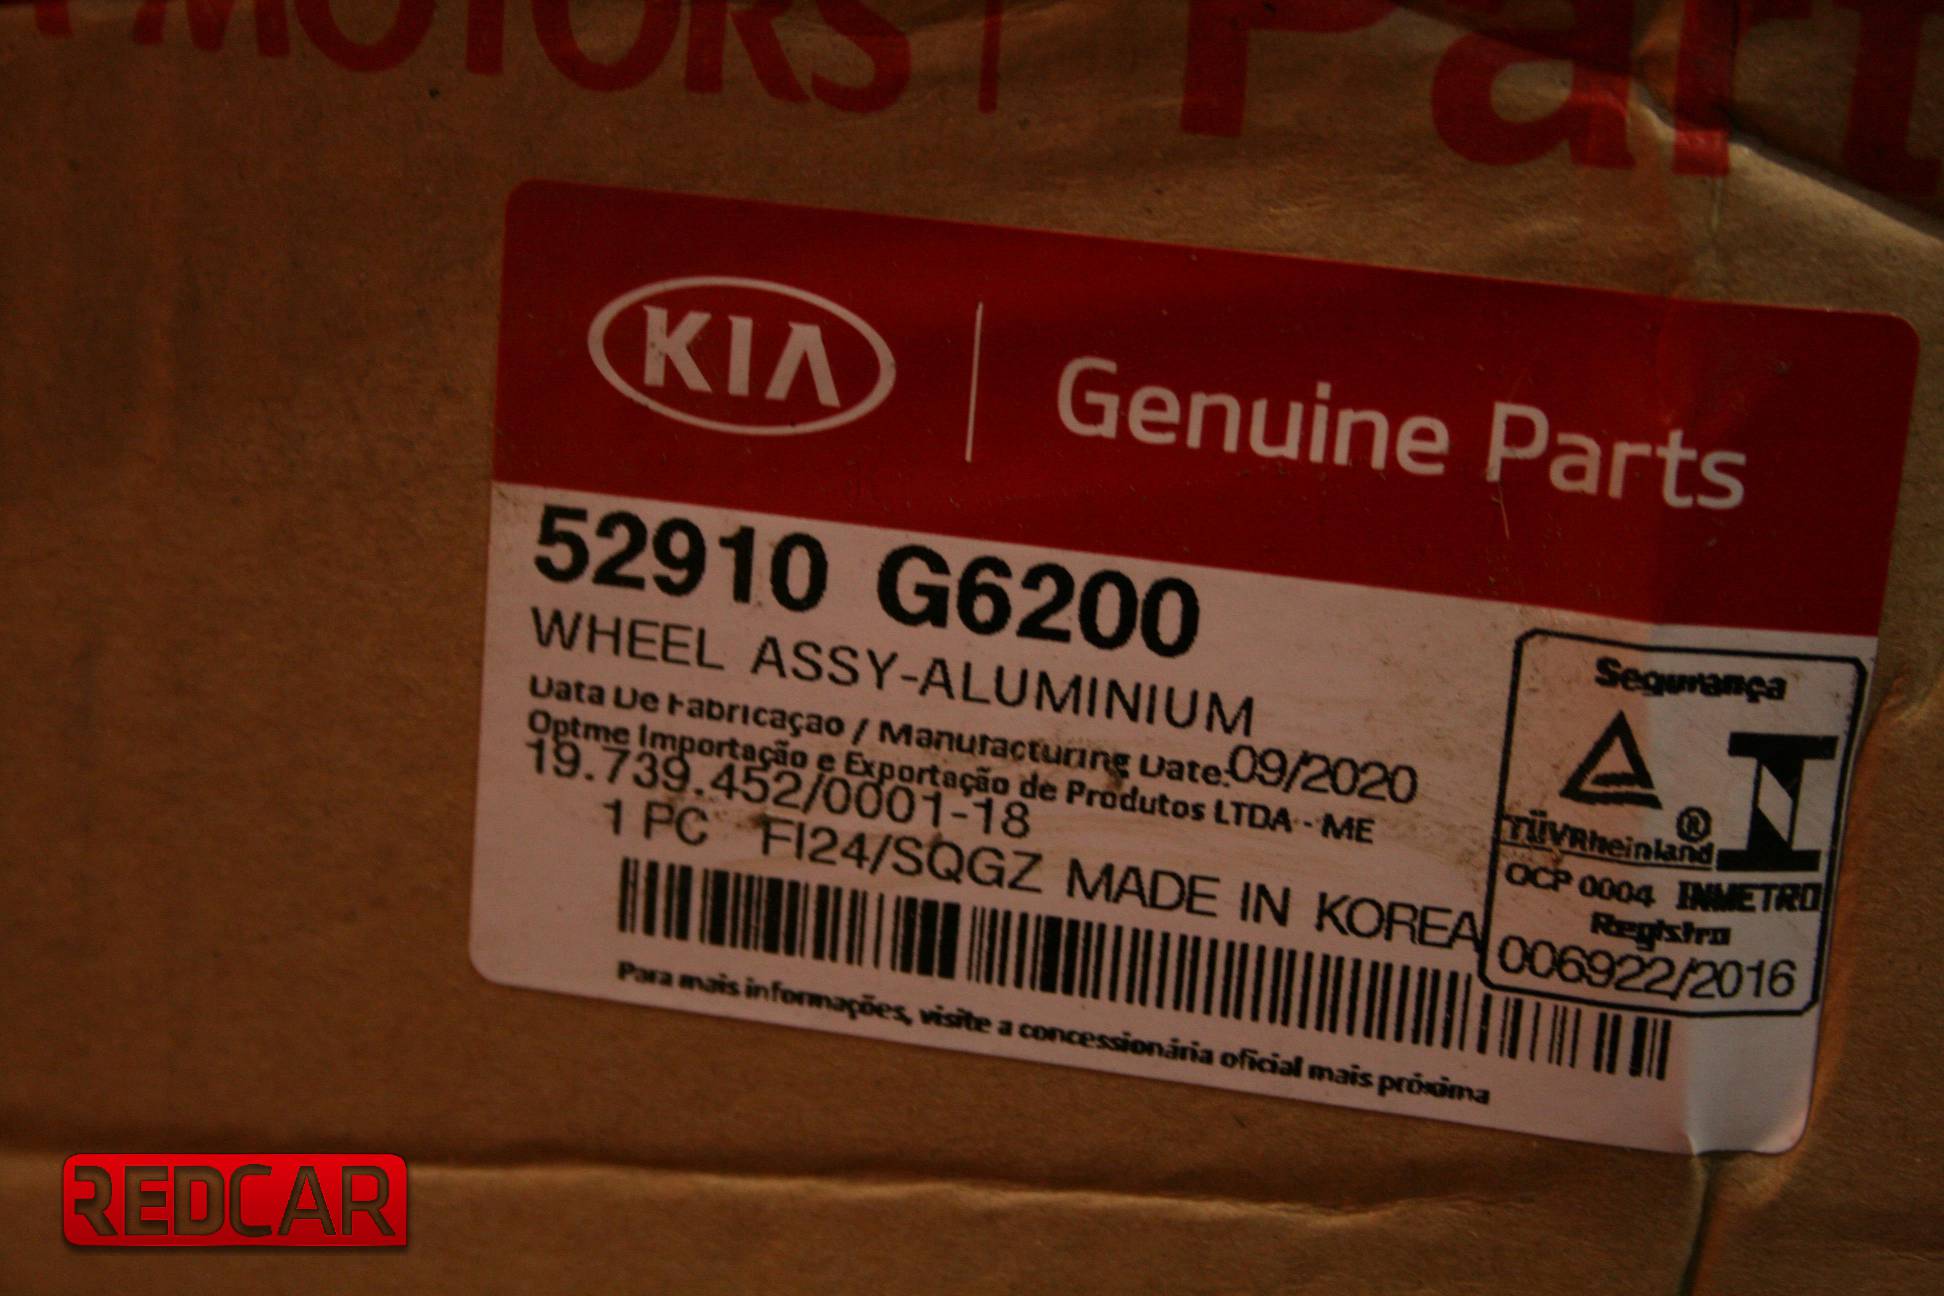 MOTORS | Parts
KIA
Genuine Parts
52910 G6200
WHEEL ASSY-ALUMINIUM
Data De Fabricação / Manufacturing Date:09/2020
Optme Importação e Exportação de Produtos LTDA - ME
19.739.452/0001-18
1 PC FI24/SQGZ MADE IN KOREA
Segurança
TÜVRheinland ®
OCP 0004 INMETRO
Registro
006922/2016
Para mais informações, visite a concessionária oficial mais próxima
REDCAR